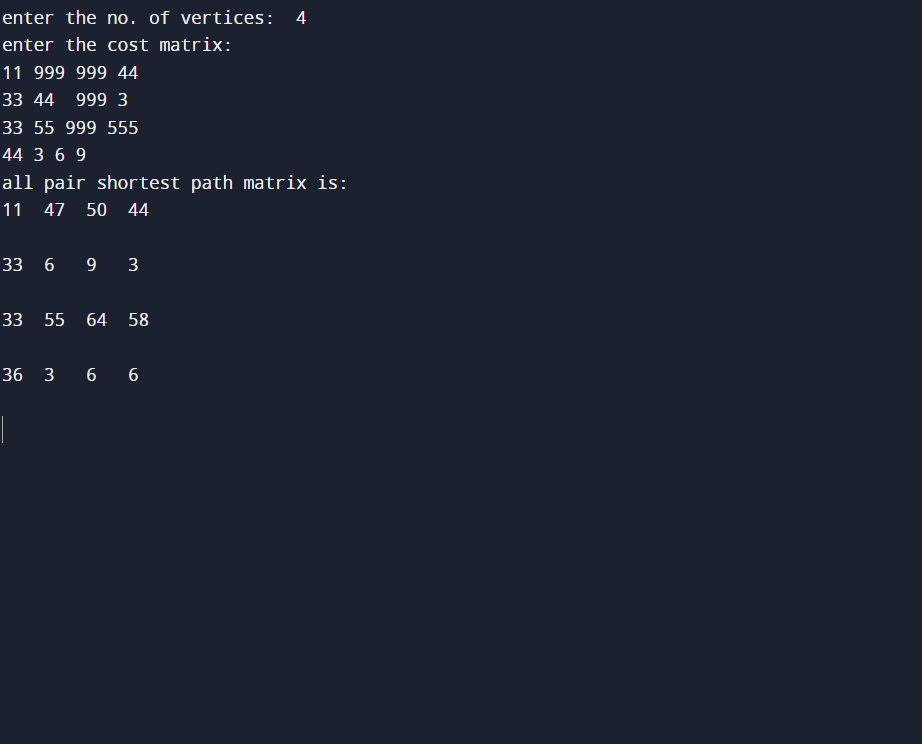 enter the no. of vertices:  4
enter the cost matrix:
11 999 999 44
33 44  999 3
33 55 999 555
44 3 6 9
all pair shortest path matrix is:
11  47  50  44
33  6   9   3
33  55  64  58
36  3   6   6